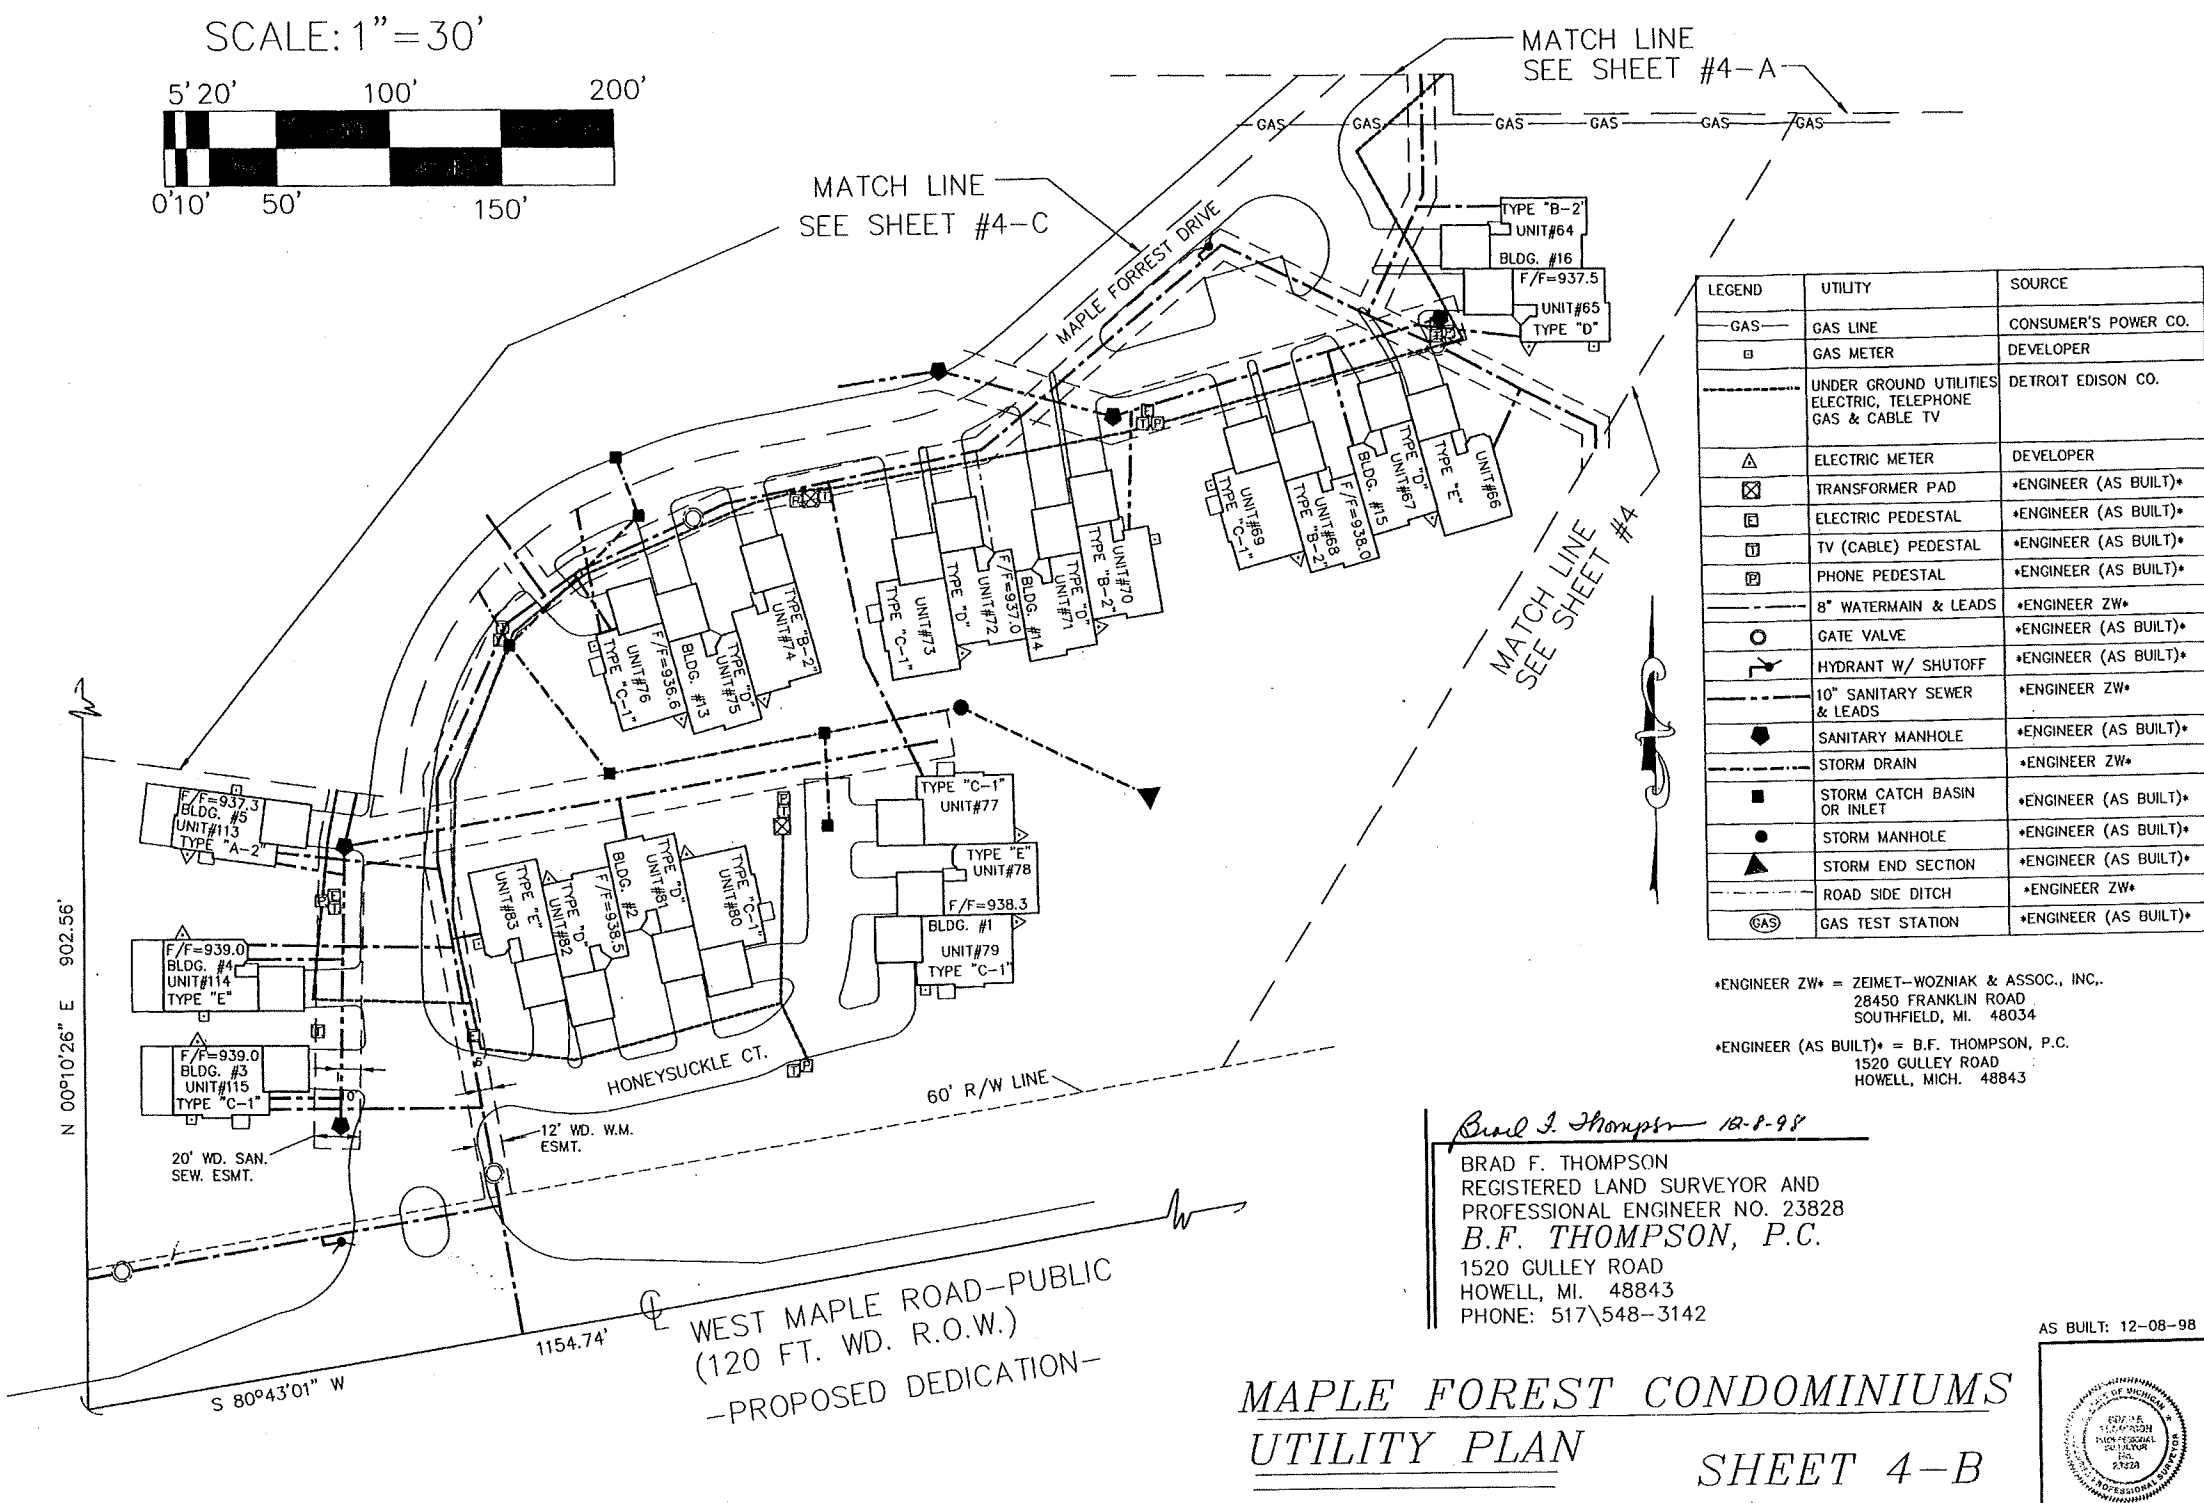 SCALE: 1"=30'
5' 20' 100' 200'
0'10' 50' 150'
MATCH LINE
SEE SHEET #4-A
MATCH LINE
SEE SHEET #4-C
MAPLE FORREST DRIVE
GAS GAS GAS GAS GAS GAS
TYPE "B-2"
UNIT#64
BLDG. #16
F/F=937.5
UNIT#65
TYPE "D"
UNIT#66
TYPE "E"
TYPE "D"
UNIT#67
BLDG. #15
F/F=938.0
UNIT#68
TYPE "B-2"
UNIT#69
TYPE "C-1"
UNIT#70
TYPE "B-2"
TYPE "D"
UNIT#71
BLDG. #14
F/F=937.0
UNIT#72
TYPE "D"
UNIT#73
TYPE "C-1"
TYPE "B-2"
UNIT#74
TYPE "D"
UNIT#75
BLDG. #13
F/F=936.6
UNIT#76
TYPE "C-1"
MATCH LINE
SEE SHEET #4
TYPE "C-1"
UNIT#77
TYPE "E"
UNIT#78
F/F=938.3
BLDG. #1
UNIT#79
TYPE "C-1"
TYPE "C-1"
UNIT#80
TYPE "D"
UNIT#81
BLDG. #2
F/F=938.5
TYPE "D"
UNIT#82
TYPE "E"
UNIT#83
F/F=937.3
BLDG. #5
UNIT#113
TYPE "A-2"
F/F=939.0
BLDG. #4
UNIT#114
TYPE "E"
F/F=939.0
BLDG. #3
UNIT#115
TYPE "C-1"
N 00°10'26" E 902.56'
20' WD. SAN.
SEW. ESMT.
12' WD. W.M.
ESMT.
HONEYSUCKLE CT.
60' R/W LINE
S 80°43'01" W
1154.74'
WEST MAPLE ROAD-PUBLIC
(120 FT. WD. R.O.W.)
-PROPOSED DEDICATION-
LEGEND UTILITY SOURCE
GAS GAS LINE CONSUMER'S POWER CO.
GAS METER DEVELOPER
UNDER GROUND UTILITIES DETROIT EDISON CO.
ELECTRIC, TELEPHONE
GAS & CABLE TV
ELECTRIC METER DEVELOPER
TRANSFORMER PAD *ENGINEER (AS BUILT)*
E ELECTRIC PEDESTAL *ENGINEER (AS BUILT)*
T TV (CABLE) PEDESTAL *ENGINEER (AS BUILT)*
P PHONE PEDESTAL *ENGINEER (AS BUILT)*
8" WATERMAIN & LEADS *ENGINEER ZW*
GATE VALVE *ENGINEER (AS BUILT)*
HYDRANT W/ SHUTOFF *ENGINEER (AS BUILT)*
10" SANITARY SEWER *ENGINEER ZW*
& LEADS
SANITARY MANHOLE *ENGINEER (AS BUILT)*
STORM DRAIN *ENGINEER ZW*
STORM CATCH BASIN *ENGINEER (AS BUILT)*
OR INLET
STORM MANHOLE *ENGINEER (AS BUILT)*
STORM END SECTION *ENGINEER (AS BUILT)*
ROAD SIDE DITCH *ENGINEER ZW*
GAS GAS TEST STATION *ENGINEER (AS BUILT)*
*ENGINEER ZW* = ZEIMET-WOZNIAK & ASSOC., INC,.
28450 FRANKLIN ROAD
SOUTHFIELD, MI. 48034
*ENGINEER (AS BUILT)* = B.F. THOMPSON, P.C.
1520 GULLEY ROAD
HOWELL, MICH. 48843
Brad F. Thompson 12-8-98
BRAD F. THOMPSON
REGISTERED LAND SURVEYOR AND
PROFESSIONAL ENGINEER NO. 23828
B.F. THOMPSON, P.C.
1520 GULLEY ROAD
HOWELL, MI. 48843
PHONE: 517\548-3142
AS BUILT: 12-08-98
MAPLE FOREST CONDOMINIUMS
UTILITY PLAN SHEET 4-B